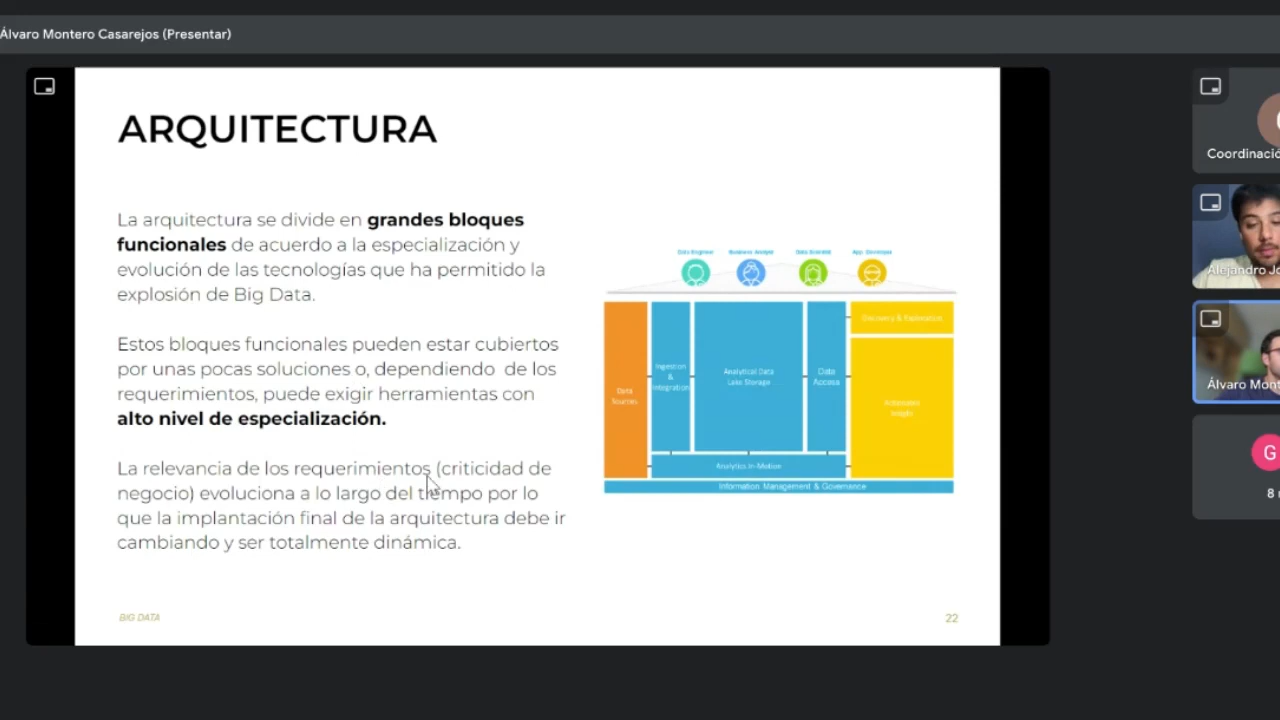 Álvaro Montero Casarejos (Presentar)
ARQUITECTURA
La arquitectura se divide en grandes bloques
funcionales de acuerdo a la especialización y
evolución de las tecnologías que ha permitido la
explosión de Big Data.
Estos bloques funcionales pueden estar cubiertos
por unas pocas soluciones o, dependiendo de los
requerimientos, puede exigir herramientas con
alto nivel de especialización.
La relevancia de los requerimientos (criticidad de
negocio) evoluciona a lo largo del tiempo por lo
que la implantación final de la arquitectura debe ir
cambiando y ser totalmente dinámica.
Data Engineer
Business Analyst
Data Scientist
App Developer
Data
Sources
Ingestion
&
Integration
Analytical Data
Lake Storage
Data
Access
Discovery & Exploration
Actionable
Insight
Analytics In-Motion
Information Management & Governance
BIG DATA
22
Coordinació
Alejandro Jo
Álvaro Mont
G
8